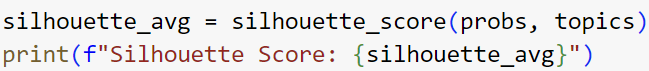 silhouette_avg = silhouette_score(probs, topics)
print(f"Silhouette Score: {silhouette_avg}")